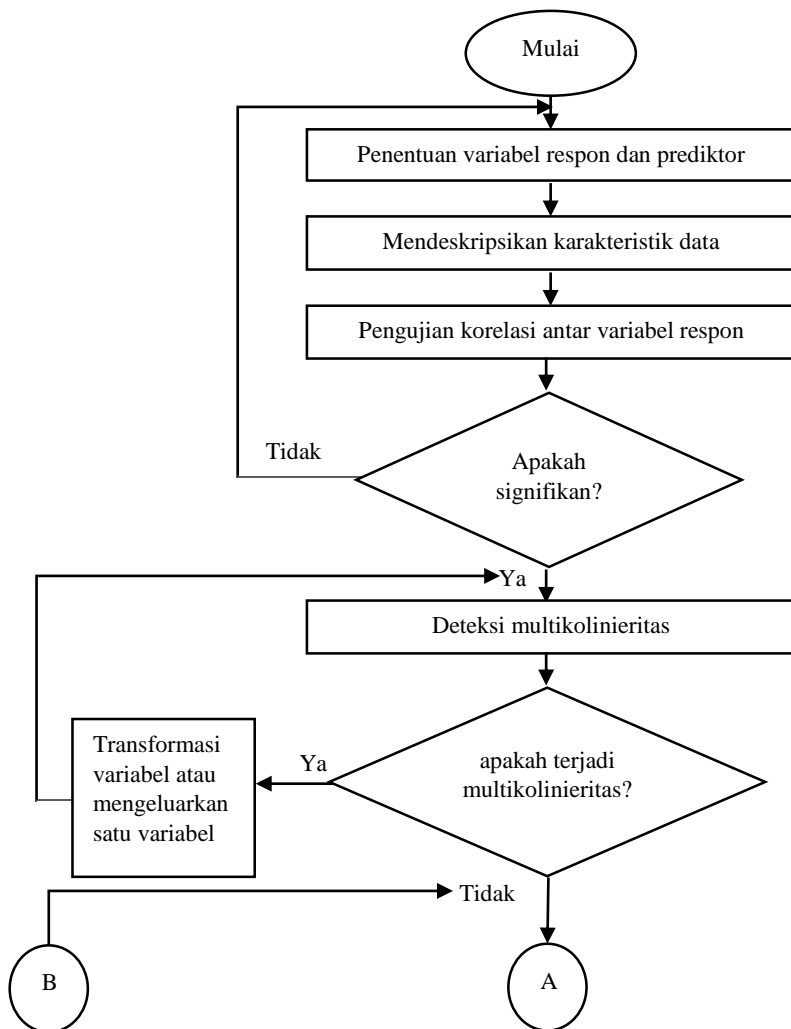 Mulai
Penentuan variabel respon dan prediktor
Mendeskripsikan karakteristik data
Pengujian korelasi antar variabel respon
Tidak
Apakah
signifikan?
Ya
Deteksi multikolinieritas
Transformasi
variabel atau
mengeluarkan
satu variabel
Ya
apakah terjadi
multikolinieritas?
Tidak
B
A